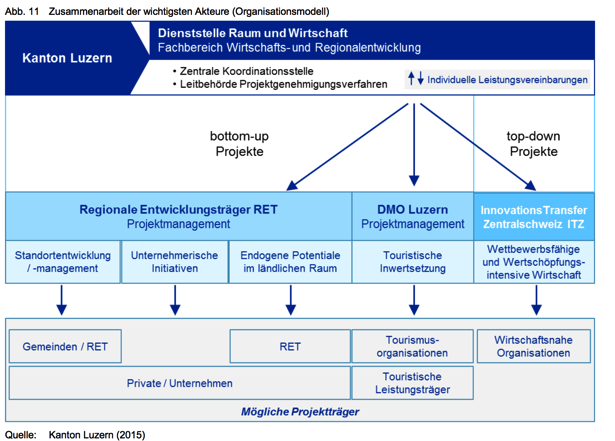 Abb. 11 Zusammenarbeit der wichtigsten Akteure (Organisationsmodell)
Kanton Luzern
Dienststelle Raum und Wirtschaft
Fachbereich Wirtschafts- und Regionalentwicklung
• Zentrale Koordinationsstelle
• Leitbehörde Projektgenehmigungsverfahren
Individuelle Leistungsvereinbarungen
bottom-up
Projekte
top-down
Projekte
Regionale Entwicklungsträger RET
Projektmanagement
DMO Luzern
Projektmanagement
InnovationsTransfer
Zentralschweiz ITZ
Standortentwicklung
/ -management
Unternehmerische
Initiativen
Endogene Potentiale
im ländlichen Raum
Touristische
Inwertsetzung
Wettbewerbsfähige
und Wertschöpfungs-
intensive Wirtschaft
Gemeinden / RET
RET
Tourismus-
organisationen
Wirtschaftsnahe
Organisationen
Private / Unternehmen
Touristische
Leistungsträger
Mögliche Projektträger
Quelle: Kanton Luzern (2015)